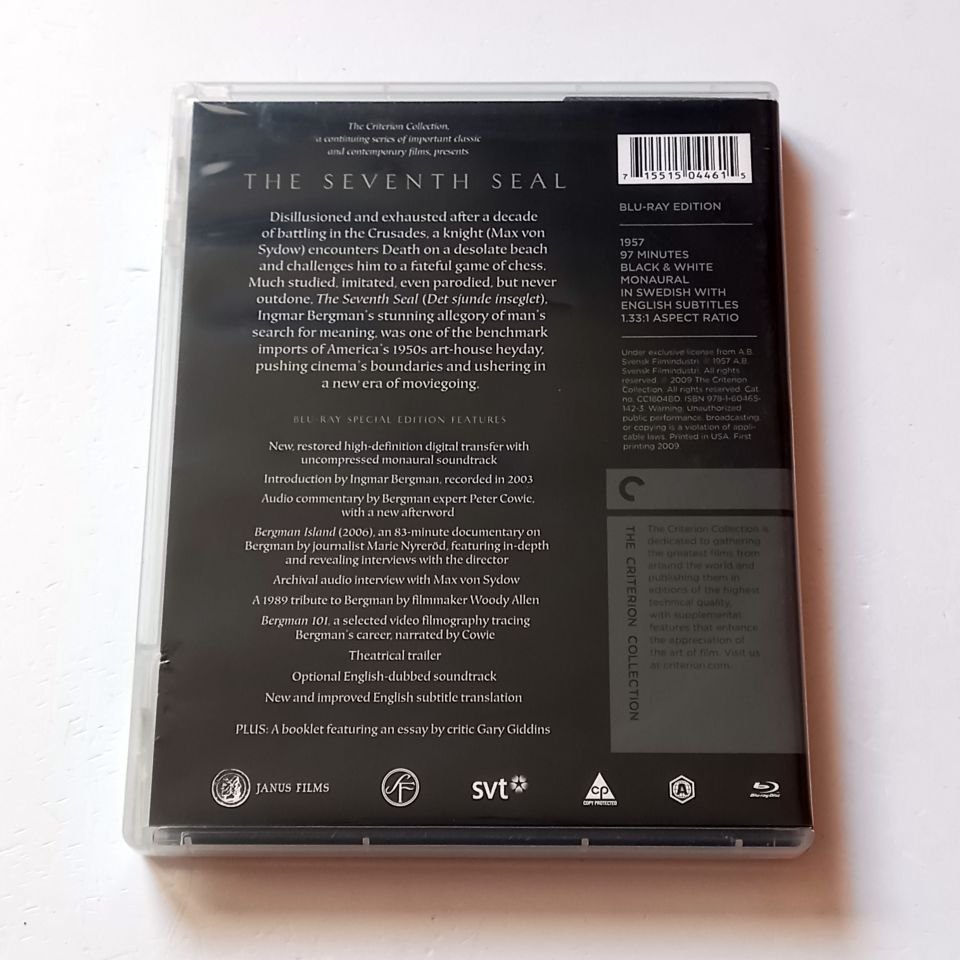 The Criterion Collection,
a continuing series of important classic
and contemporary films, presents
THE SEVENTH SEAL
Disillusioned and exhausted after a decade
of battling in the Crusades, a knight (Max von
Sydow) encounters Death on a desolate beach
and challenges him to a fateful game of chess.
Much studied, imitated, even parodied, but never
outdone, The Seventh Seal (Det sjunde inseglet),
Ingmar Bergman's stunning allegory of man's
search for meaning, was one of the benchmark
imports of America's 1950s art-house heyday,
pushing cinema's boundaries and ushering in
a new era of moviegoing.
BLU-RAY SPECIAL EDITION FEATURES
New, restored high-definition digital transfer with
uncompressed monaural soundtrack
Introduction by Ingmar Bergman, recorded in 2003
Audio commentary by Bergman expert Peter Cowie,
with a new afterword
Bergman Island (2006), an 83-minute documentary on
Bergman by journalist Marie Nyreröd, featuring in-depth
and revealing interviews with the director
Archival audio interview with Max von Sydow
A 1989 tribute to Bergman by filmmaker Woody Allen
Bergman 101, a selected video filmography tracing
Bergman's career, narrated by Cowie
Theatrical trailer
Optional English-dubbed soundtrack
New and improved English subtitle translation
PLUS: A booklet featuring an essay by critic Gary Giddins
7 15515 04461 5
BLU-RAY EDITION
1957
97 MINUTES
BLACK & WHITE
MONAURAL
IN SWEDISH WITH
ENGLISH SUBTITLES
1.33:1 ASPECT RATIO
Under exclusive license from A.B.
Svensk Filmindustri. © 1957 A.B.
Svensk Filmindustri. All rights
reserved. © 2009 The Criterion
Collection. All rights reserved. Cat.
no. CC1804BD. ISBN 978-1-60465-
142-3. Warning: Unauthorized
public performance, broadcasting,
or copying is a violation of appli-
cable laws. Printed in USA. First
printing 2009.
THE CRITERION COLLECTION
The Criterion Collection is
dedicated to gathering
the greatest films from
around the world and
publishing them in
editions of the highest
technical quality,
with supplemental
features that enhance
the appreciation of
the art of film. Visit us
at criterion.com.
JANUS FILMS
SF
svt
CP
COPY PROTECTED
A
Blu-ray Disc